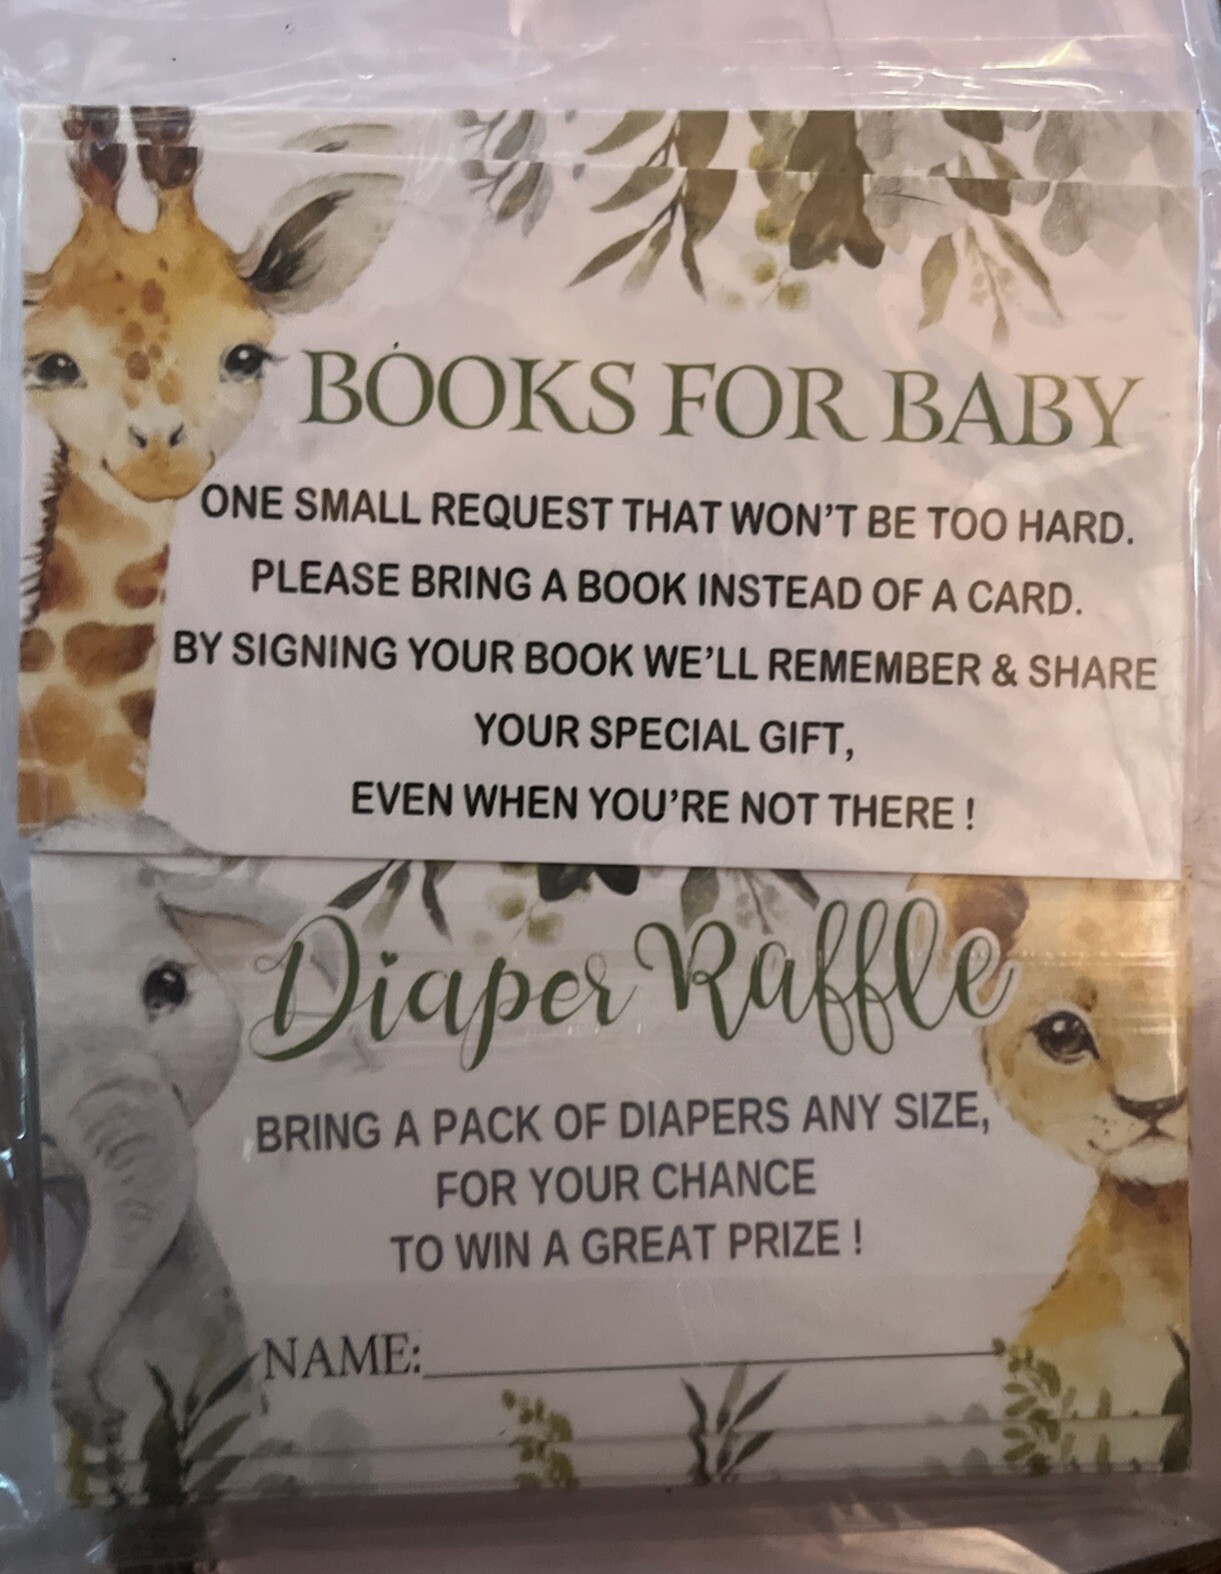 BOOKS FOR BABY
ONE SMALL REQUEST THAT WON'T BE TOO HARD.
PLEASE BRING A BOOK INSTEAD OF A CARD.
BY SIGNING YOUR BOOK WE'LL REMEMBER & SHARE
YOUR SPECIAL GIFT,
EVEN WHEN YOU'RE NOT THERE !
Diaper Raffle
BRING A PACK OF DIAPERS ANY SIZE,
FOR YOUR CHANCE
TO WIN A GREAT PRIZE !
NAME: